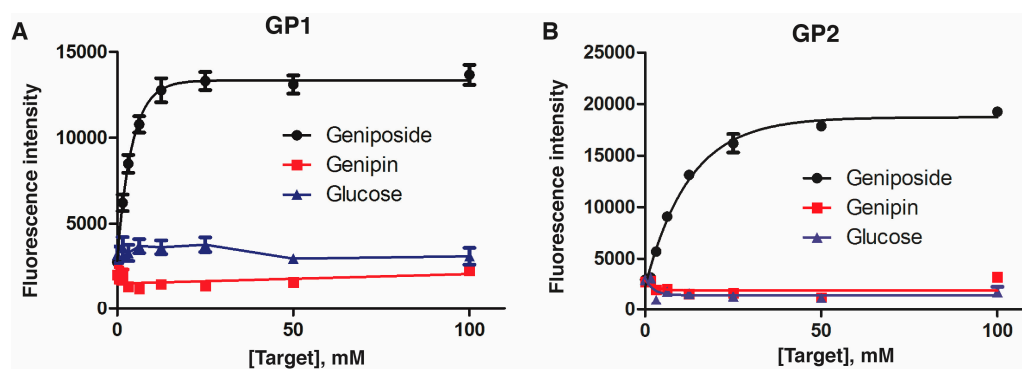 A
GP1
Fluorescence intensity
15000
10000
5000
0
Geniposide
Genipin
Glucose
0
50
100
[Target], mM
B
GP2
Fluorescence intensity
25000
20000
15000
10000
5000
0
Geniposide
Genipin
Glucose
0
50
100
[Target], mM